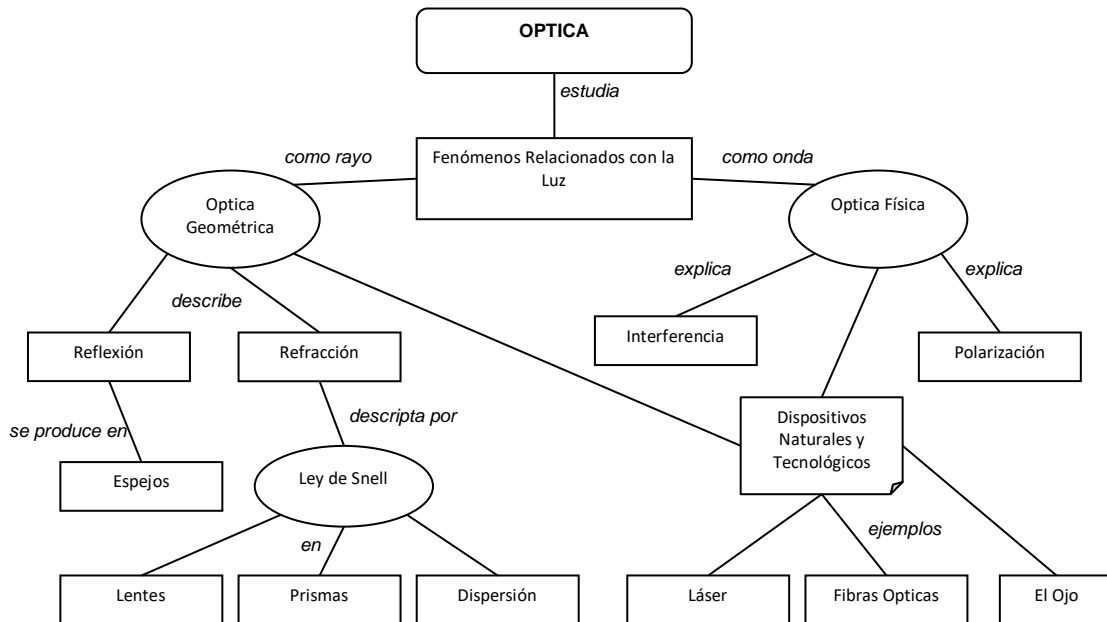 OPTICA
estudia
como rayo
Fenómenos Relacionados con la
Luz
como onda
Optica
Geométrica
Optica Física
describe
explica
explica
Reflexión
Refracción
Interferencia
Polarización
se produce en
descripta por
Dispositivos
Naturales y
Tecnológicos
Espejos
Ley de Snell
en
ejemplos
Lentes
Prismas
Dispersión
Láser
Fibras Opticas
El Ojo